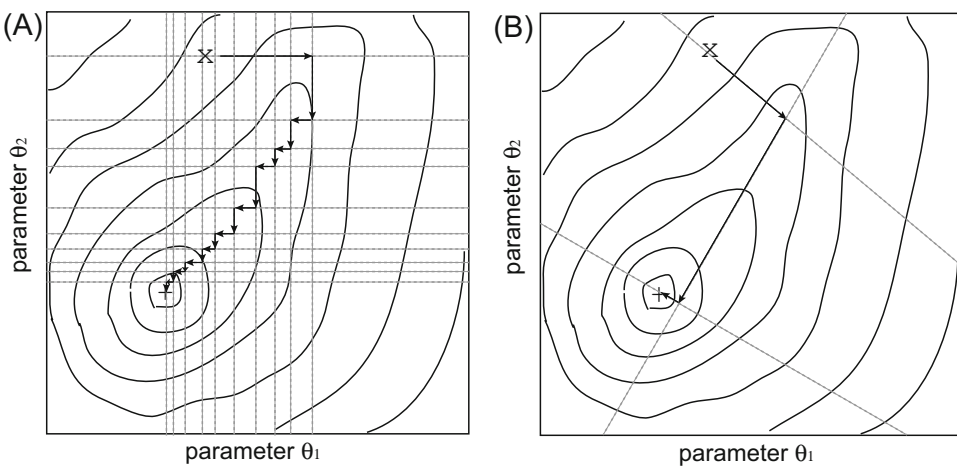 (A)
X
+
parameter θ2
parameter θ1
(B)
X
+
parameter θ2
parameter θ1